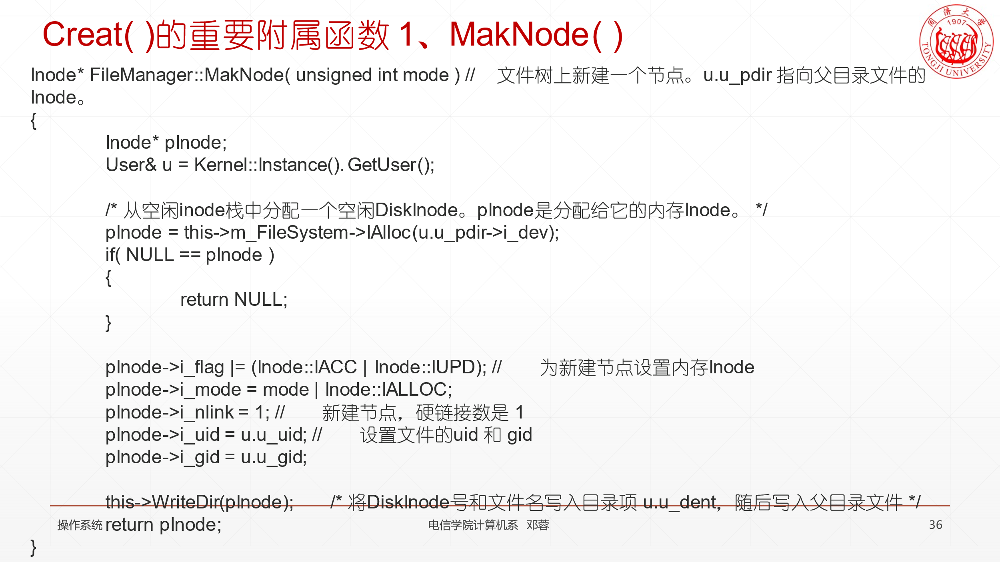 Creat( )的重要附属函数 1、MakNode( )
同济大学
1907
TONGJI UNIVERSITY
Inode* FileManager::MakNode( unsigned int mode ) // 文件树上新建一个节点。u.u_pdir 指向父目录文件的
Inode。
{
Inode* pInode;
User& u = Kernel::Instance().GetUser();
/* 从空闲inode栈中分配一个空闲DiskInode。pInode是分配给它的内存Inode。 */
pInode = this->m_FileSystem->IAlloc(u.u_pdir->i_dev);
if( NULL == pInode )
{
return NULL;
}
pInode->i_flag |= (Inode::IACC | Inode::IUPD); // 为新建节点设置内存Inode
pInode->i_mode = mode | Inode::IALLOC;
pInode->i_nlink = 1; // 新建节点，硬链接数是 1
pInode->i_uid = u.u_uid; // 设置文件的uid 和 gid
pInode->i_gid = u.u_gid;
this->WriteDir(pInode); /* 将DiskInode号和文件名写入目录项 u.u_dent，随后写入父目录文件 */
return pInode;
}
操作系统
电信学院计算机系 邓蓉
36